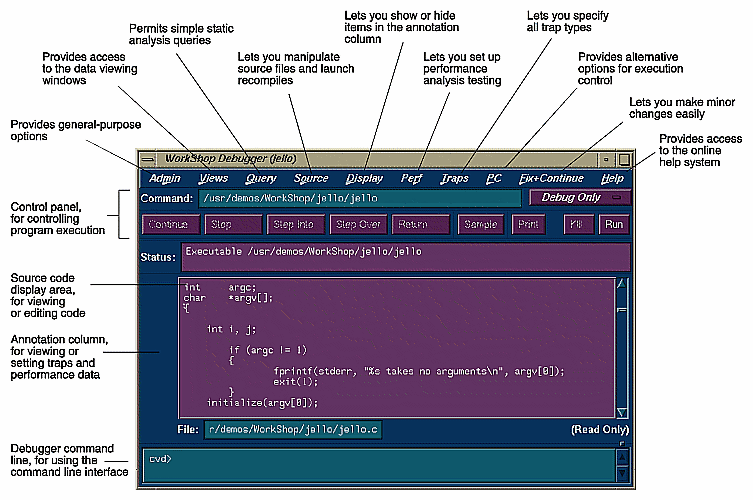 Lets you show or hide
items in the annotation
column
Lets you specify
all trap types
Permits simple static
analysis queries
Provides access
to the data viewing
windows
Lets you manipulate
source files and launch
recompiles
Lets you set up
performance
analysis testing
Provides alternative
options for execution
control
Lets you make minor
changes easily
Provides general-purpose
options
Provides access
to the online
help system
WorkShop Debugger (jello)
Admin Views Query Source Display Perf Traps PC Fix+Continue Help
Control panel,
for controlling
program execution
Command: /usr/demos/WorkShop/jello/jello Debug Only
Continue Stop Step Into Step Over Return Sample Print Kill Run
Status: Executable /usr/demos/WorkShop/jello/jello
Source code
display area,
for viewing
or editing code
int argc;
char *argv[];
{
int i, j;
if (argc != 1)
{
fprintf(stderr, "%s takes no arguments\n", argv[0]);
exit(1);
}
initialize(argv[0]);
Annotation column,
for viewing or
setting traps and
performance data
File: r/demos/WorkShop/jello/jello.c (Read Only)
Debugger command
line, for using the
command line interface
cvd>